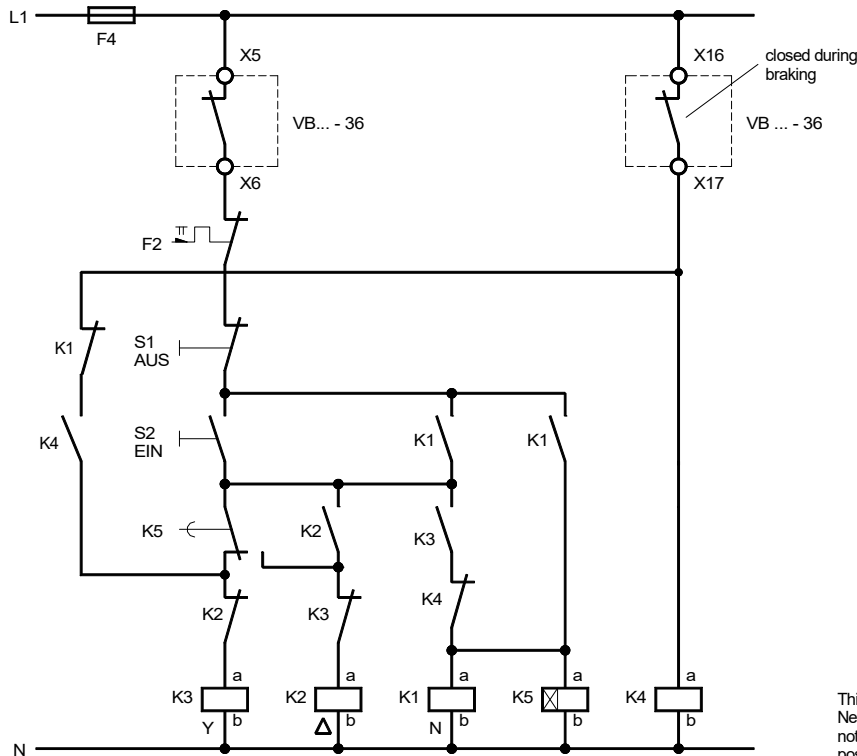 L1
F4
X5
X16
closed during
braking
VB... - 36
VB ... - 36
X6
X17
F2
K1
S1
AUS
K4
S2
EIN
K1
K1
K5
K2
K3
K2
K3
K4
K3
a
K2
a
K1
a
K5
a
K4
a
Y
b
Δ
b
N
b
b
b
N
Thi
Ne
not
pos